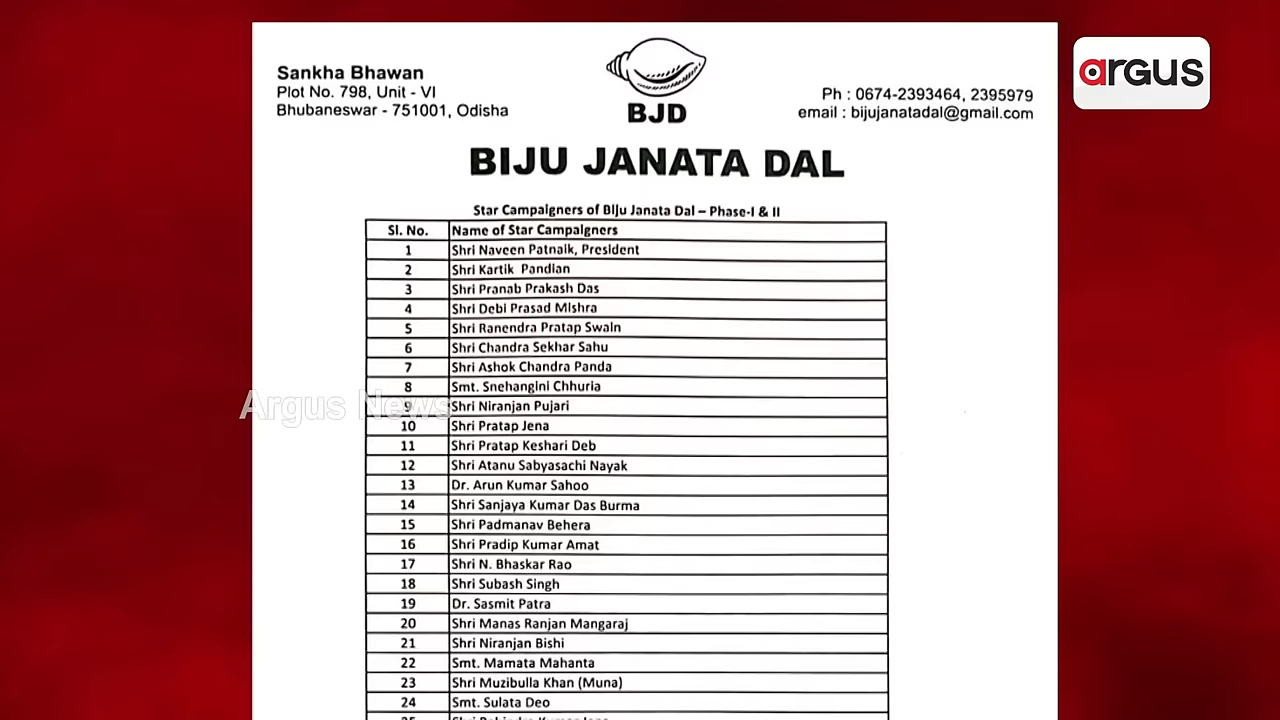 Sankha Bhawan
Plot No. 798, Unit - VI
Bhubaneswar - 751001, Odisha
BJD
Ph : 0674-2393464, 2395979
email : bijujanatadal@gmail.com
argus
BIJU JANATA DAL
Star Campaigners of Biju Janata Dal – Phase-I & II
Sl. No. Name of Star Campaigners
1 Shri Naveen Patnaik, President
2 Shri Kartik Pandian
3 Shri Pranab Prakash Das
4 Shri Debi Prasad Mishra
5 Shri Ranendra Pratap Swain
6 Shri Chandra Sekhar Sahu
7 Shri Ashok Chandra Panda
8 Smt. Snehangini Chhuria
Argus News
9 Shri Niranjan Pujari
10 Shri Pratap Jena
11 Shri Pratap Keshari Deb
12 Shri Atanu Sabyasachi Nayak
13 Dr. Arun Kumar Sahoo
14 Shri Sanjaya Kumar Das Burma
15 Shri Padmanav Behera
16 Shri Pradip Kumar Amat
17 Shri N. Bhaskar Rao
18 Shri Subash Singh
19 Dr. Sasmit Patra
20 Shri Manas Ranjan Mangaraj
21 Shri Niranjan Bishi
22 Smt. Mamata Mahanta
23 Shri Muzibulla Khan (Muna)
24 Smt. Sulata Deo